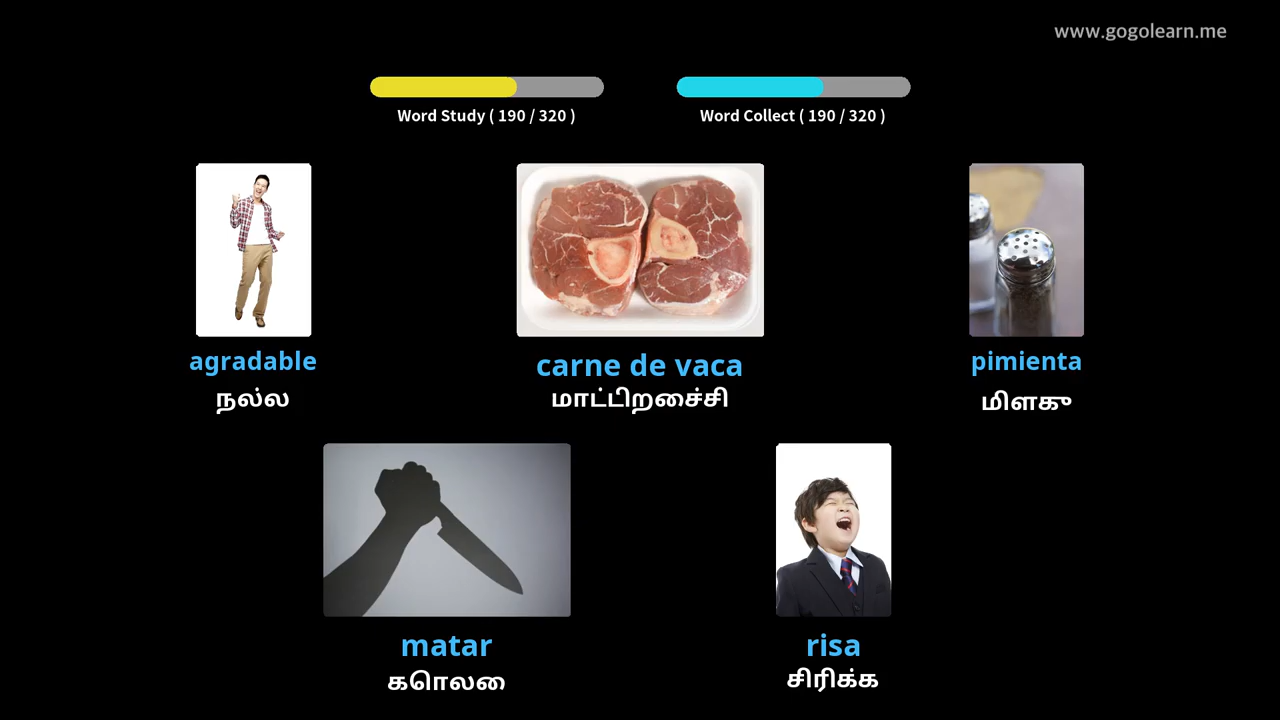 www.gogolearn.me
Word Study ( 190 / 320 )
Word Collect ( 190 / 320 )
agradable
carne de vaca
pimienta
நல்ல
மாட்டிறைச்சி
மிளகு
matar
risa
கொலை
சிரிக்க